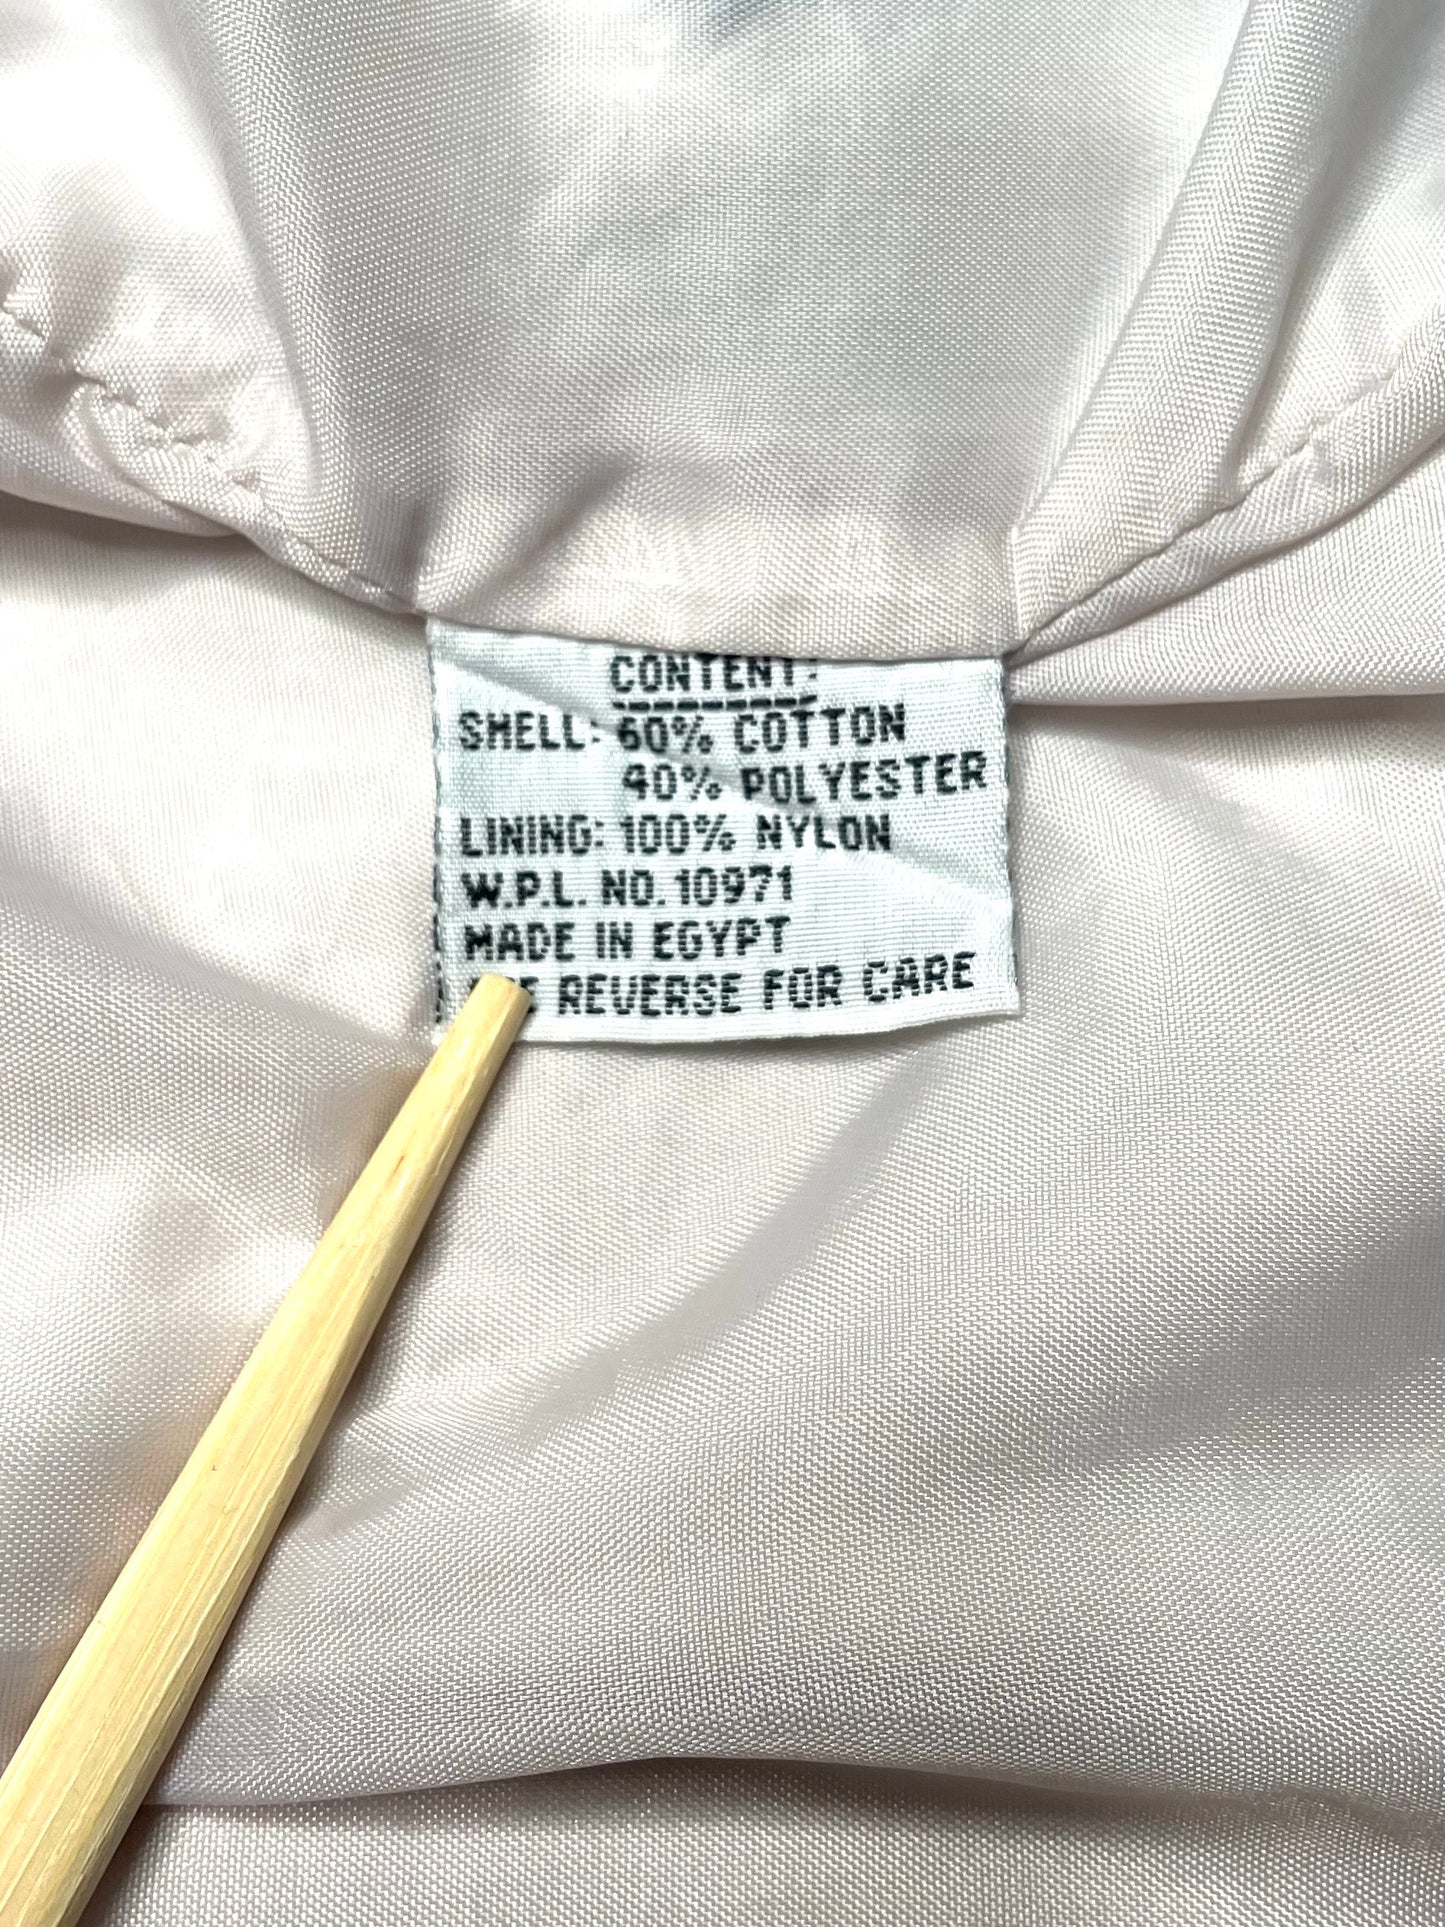 CONTENT:
SHELL: 60% COTTON
40% POLYESTER
LINING: 100% NYLON
W.P.L. NO. 10971
MADE IN EGYPT
REVERSE FOR CARE